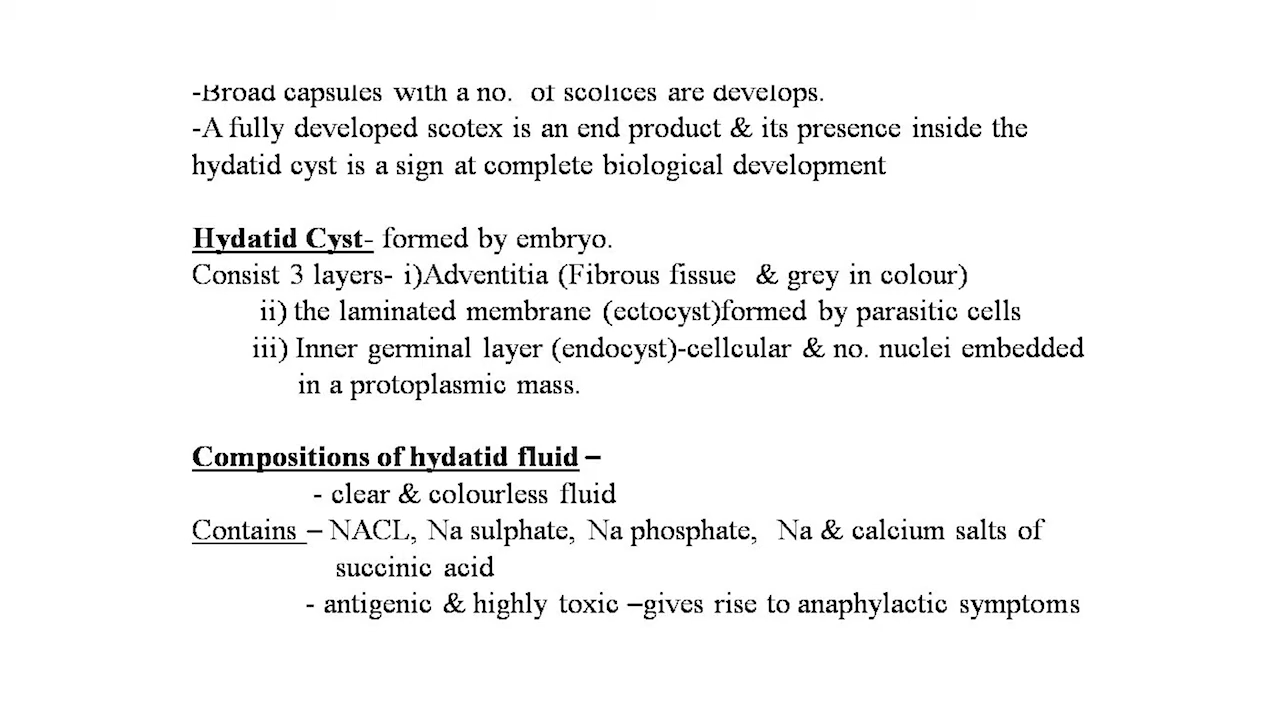 -Broad capsules with a no. of scolices are develops.
-A fully developed scotex is an end product & its presence inside the
hydatid cyst is a sign at complete biological development
Hydatid Cyst- formed by embryo.
Consist 3 layers- i)Adventitia (Fibrous fissue & grey in colour)
ii) the laminated membrane (ectocyst)formed by parasitic cells
iii) Inner germinal layer (endocyst)-cellcular & no. nuclei embedded
in a protoplasmic mass.
Compositions of hydatid fluid –
- clear & colourless fluid
Contains – NACL, Na sulphate, Na phosphate, Na & calcium salts of
succinic acid
- antigenic & highly toxic –gives rise to anaphylactic symptoms